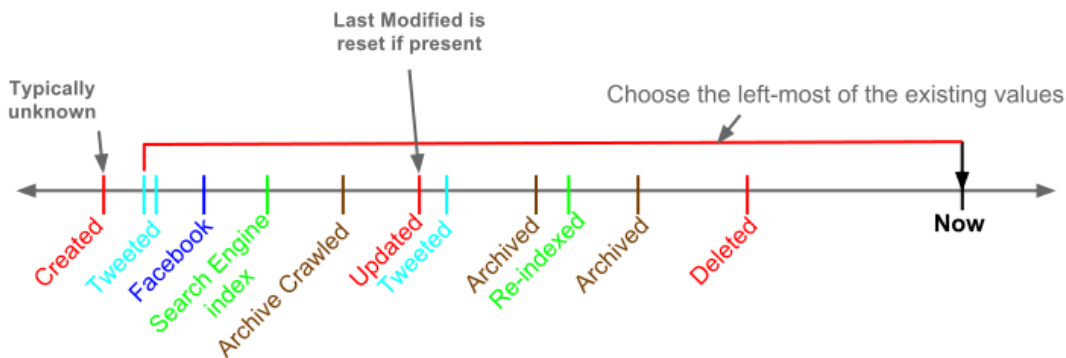 Last Modified is
reset if present
Typically
unknown
Choose the left-most of the existing values
Created
Tweeted
Facebook
Search Engine
index
Archive Crawled
Updated
Tweeted
Archived
Re-indexed
Archived
Deleted
Now